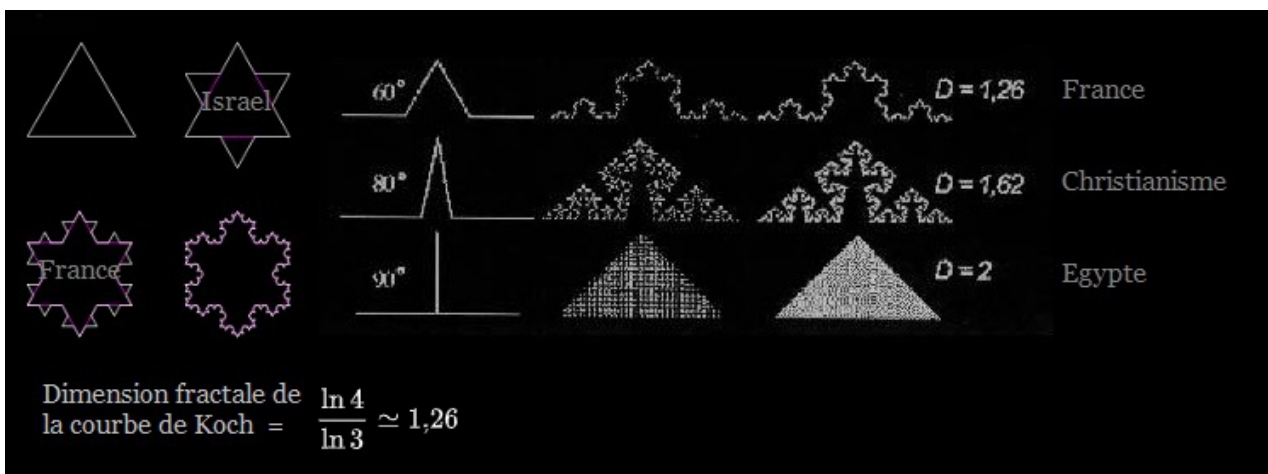 Israel
60° D = 1,26 France
80° D = 1,62 Christianisme
France
90° D = 2 Egypte
Dimension fractale de
la courbe de Koch = ln 4 / ln 3 ≃ 1,26